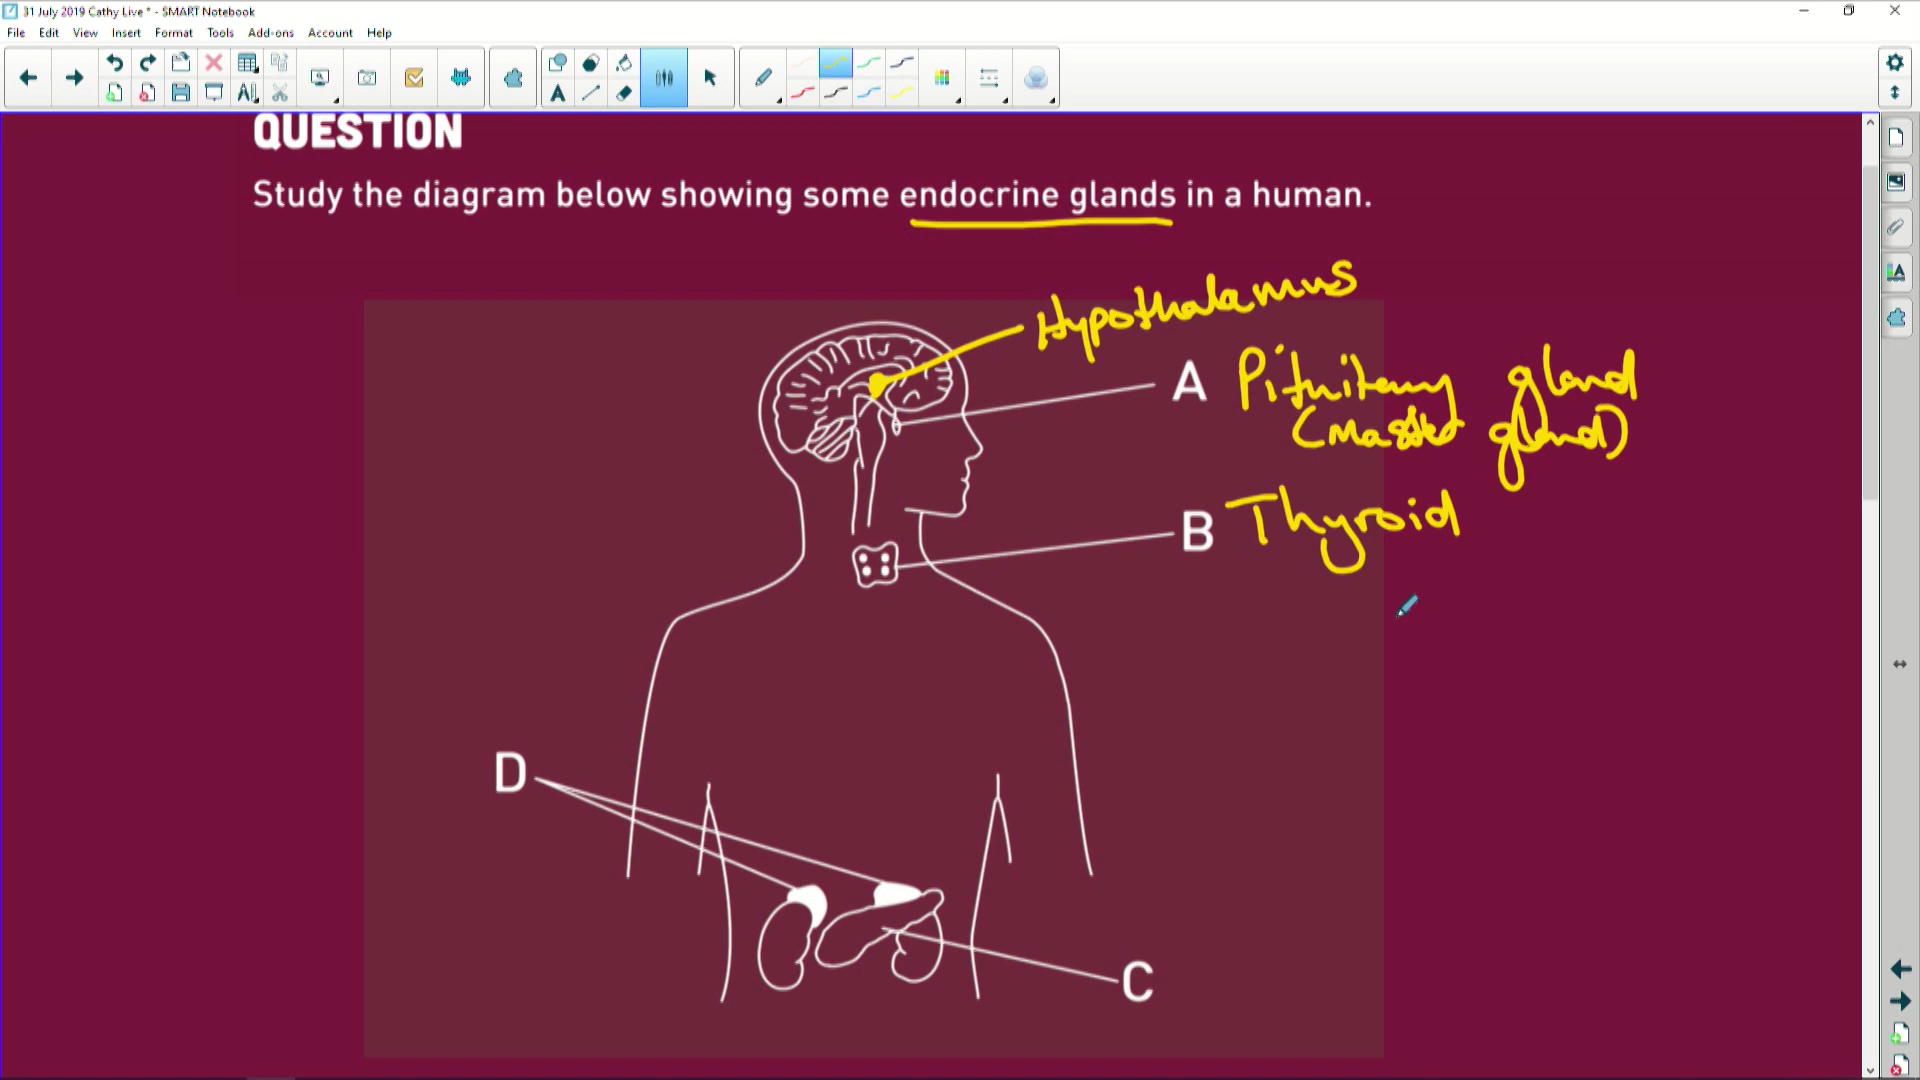 31 July 2019 Cathy Live * - SMART Notebook
File Edit View Insert Format Tools Add-ons Account Help
QUESTION
Study the diagram below showing some endocrine glands in a human.
Hypothalamus
A Pituitary gland
(Master gland)
B Thyroid
D
C